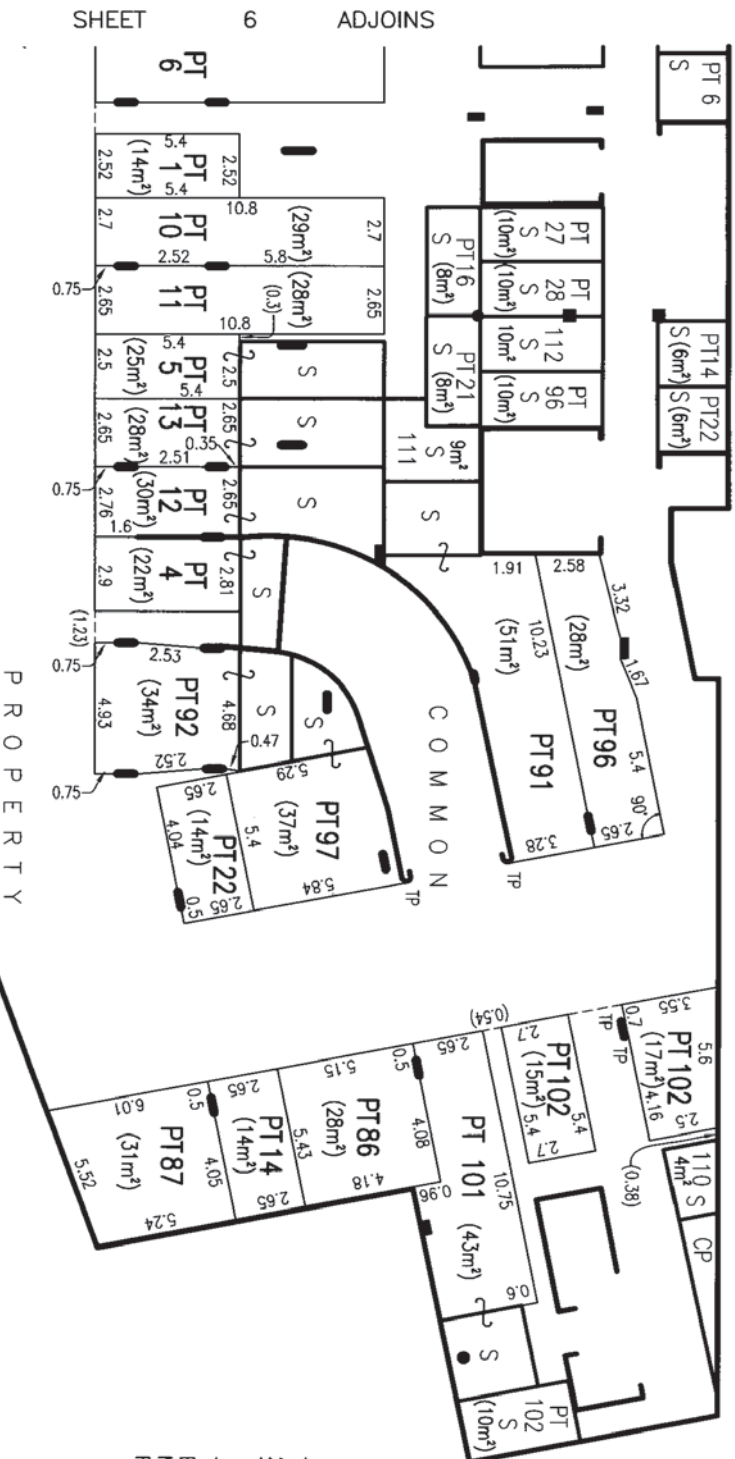 SHEET 6 ADJOINS
PT 6
PT 6
S
5.4
2.52
PT 1
(14m²)
2.52
5.4
10.8
2.7
PT 10
(29m²)
2.7
2.52
5.8
0.75
2.65
PT 11
(28m²)
2.65
(0.3)
10.8
5.4
2.5
PT 5
(25m²)
2.5
5.4
S
2.65
PT 13
(28m²)
2.65
0.35
2.51
S
0.75
2.76
PT 12
(30m²)
2.65
S
1.6
2.9
PT 4
(22m²)
2.81
S
(1.23)
0.75
2.53
PT92
(34m²)
4.93
4.68
2.52
0.47
0.75
S
S
PT16
S (8m²)
PT21
S (8m²)
PT 27
S
(10m²)
PT 28
S
(10m²)
112
S
10m²
PT 96
S
(10m²)
PT14
S (6m²)
PT22
S (6m²)
9m²
S
111
S
1.91
2.58
3.32
1.67
5.4
90°
2.65
(28m²)
PT96
10.23
(51m²)
PT91
3.28
TP
COMMON
PROPERTY
5.29
PT97
(37m²)
5.4
5.84
TP
2.65
PT22
(14m²)
4.04
0.5
2.65
3.55
5.6
PT 102
(17m²)
0.7
4.16
2.5
TP
TP
(0.38)
110 S
4m²
CP
(0.54)
2.7
PT102
(15m²)
5.4
5.4
2.7
2.65
PT 101
(43m²)
10.75
0.6
0.96
4.08
0.5
5.15
PT86
(28m²)
4.18
5.43
2.65
PT14
(14m²)
2.65
4.05
0.5
6.01
PT87
(31m²)
5.24
5.52
S
PT 102
S
(10m²)